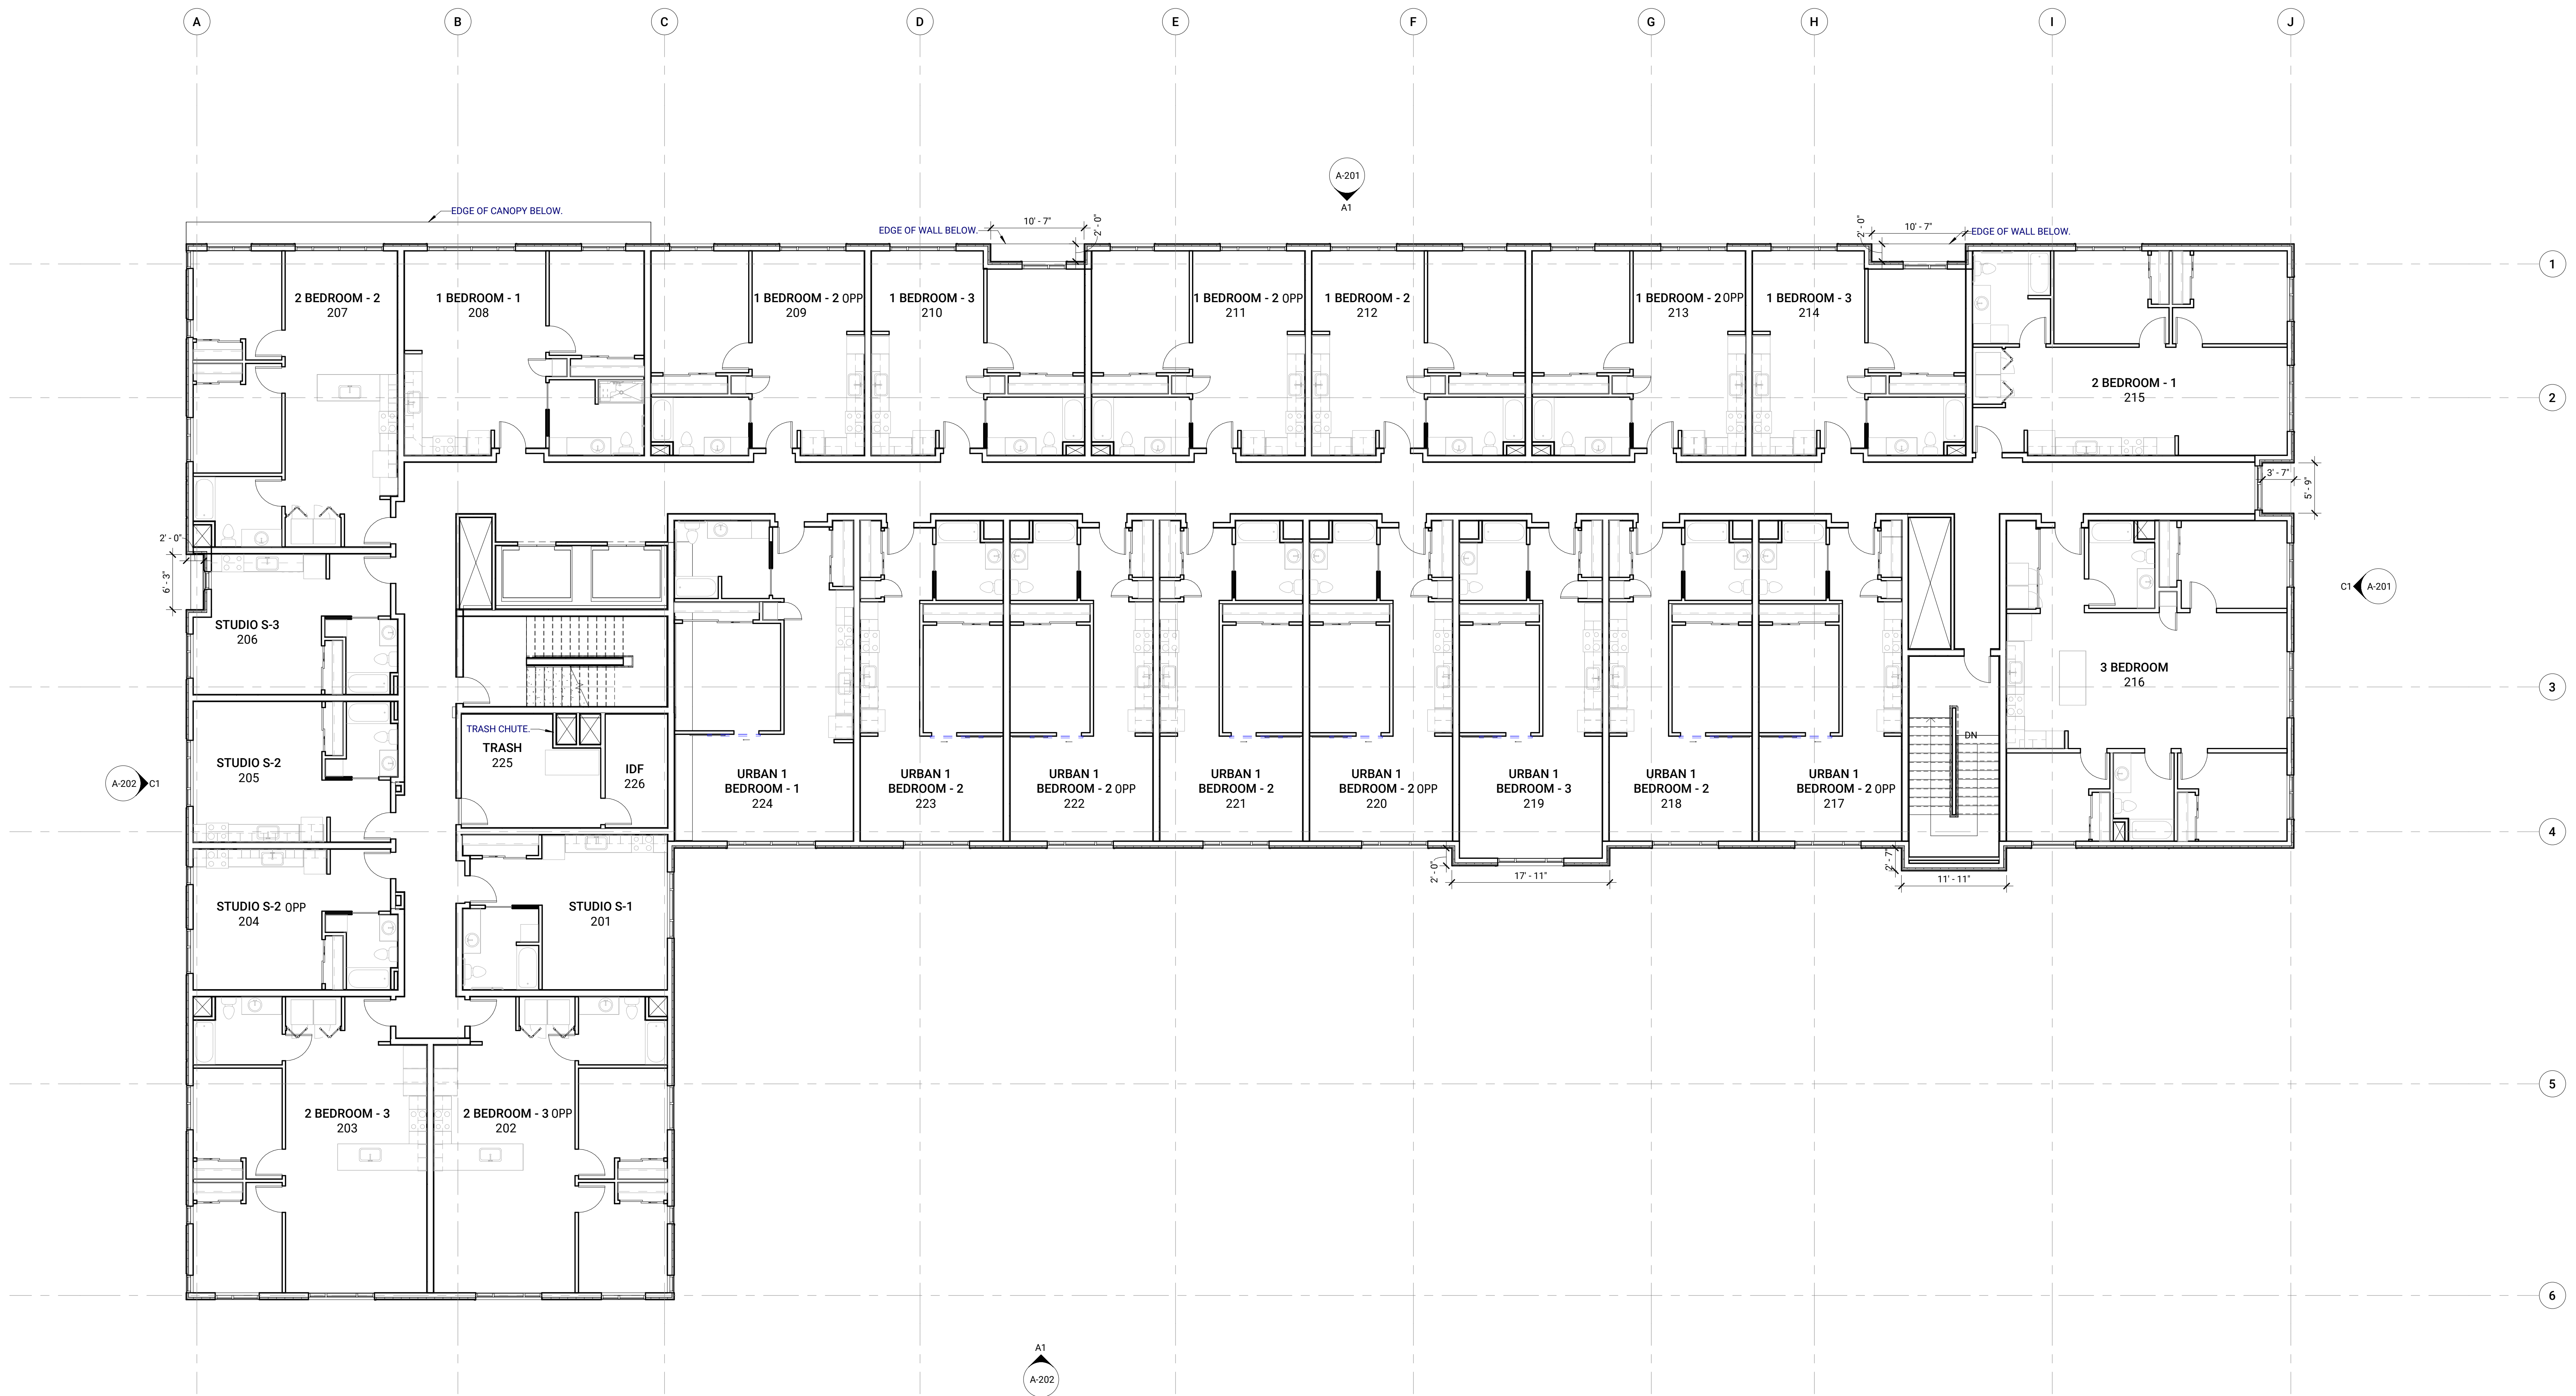 A
B
C
D
E
F
G
H
I
J
A-201
A1
EDGE OF CANOPY BELOW.
EDGE OF WALL BELOW.
10' - 7"
2' - 0"
2' - 0"
10' - 7"
EDGE OF WALL BELOW.
1
2 BEDROOM - 2
207
1 BEDROOM - 1
208
1 BEDROOM - 2 OPP
209
1 BEDROOM - 3
210
1 BEDROOM - 2 OPP
211
1 BEDROOM - 2
212
1 BEDROOM - 2 OPP
213
1 BEDROOM - 3
214
2 BEDROOM - 1
215
2
3' - 7"
5' - 9"
2' - 0"
6' - 3"
STUDIO S-3
206
C1
A-201
3 BEDROOM
216
3
TRASH CHUTE.
TRASH
225
IDF
226
DN
STUDIO S-2
205
A-202
C1
URBAN 1
BEDROOM - 1
224
URBAN 1
BEDROOM - 2
223
URBAN 1
BEDROOM - 2 OPP
222
URBAN 1
BEDROOM - 2
221
URBAN 1
BEDROOM - 2 OPP
220
URBAN 1
BEDROOM - 3
219
URBAN 1
BEDROOM - 2
218
URBAN 1
BEDROOM - 2 OPP
217
4
2' - 0"
17' - 11"
2' - 7"
11' - 11"
STUDIO S-2 OPP
204
STUDIO S-1
201
5
2 BEDROOM - 3
203
2 BEDROOM - 3 OPP
202
6
A1
A-202